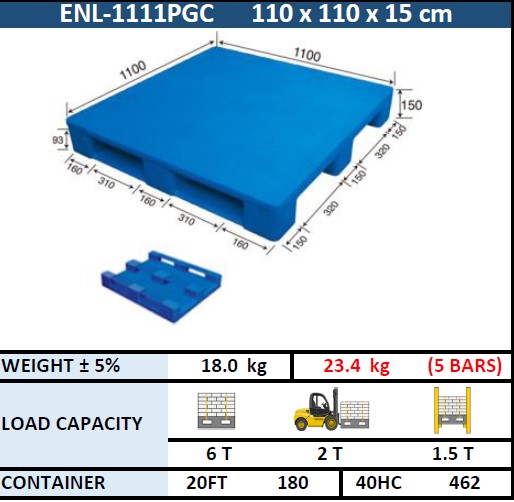 ENL-1111PGC 110 x 110 x 15 cm
1100 1100
150
93
160 310 160 310 160
150 320 150 320 150
WEIGHT ± 5% 18.0 kg 23.4 kg (5 BARS)
LOAD CAPACITY
6 T 2 T 1.5 T
CONTAINER 20FT 180 40HC 462